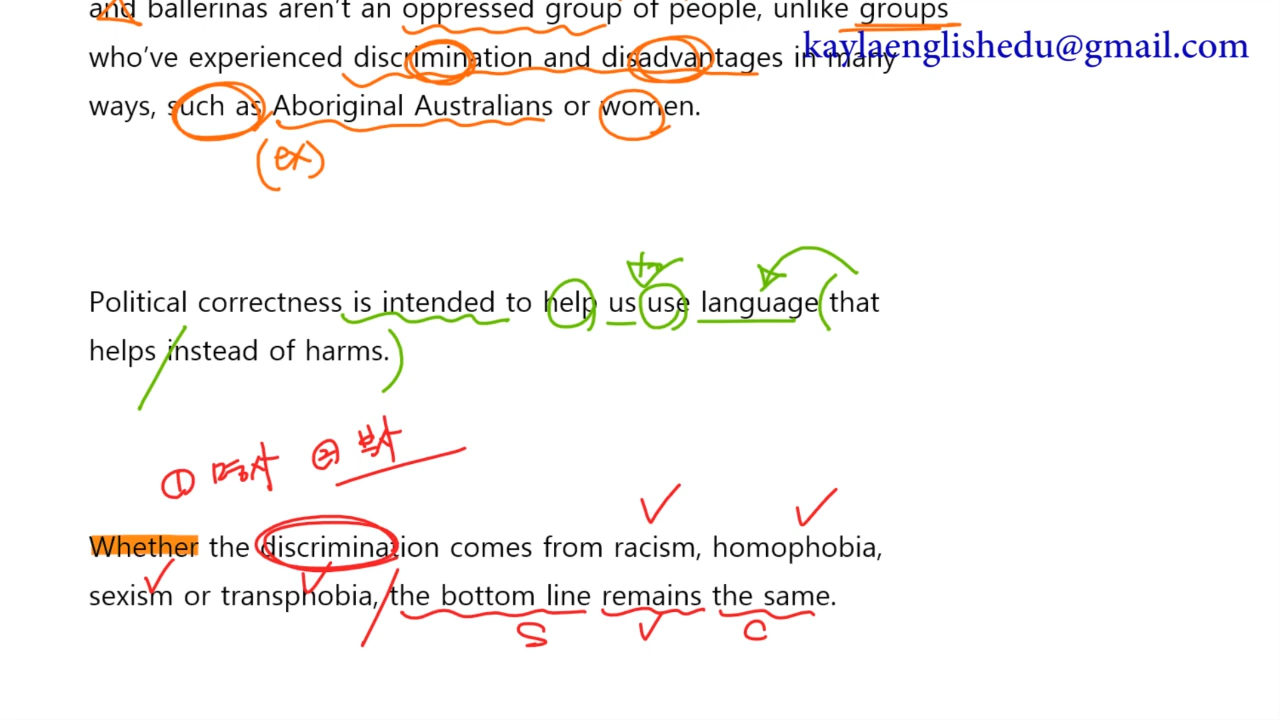 and ballerinas aren't an oppressed group of people, unlike groups
kaylaenglishedu@gmail.com
who've experienced discrimination and disadvantages in many
ways, such as Aboriginal Australians or women.
(ex)
Political correctness is intended to help us use language (that
helps instead of harms.)
① 명사 ② 부사
Whether the discrimination comes from racism, homophobia,
sexism or transphobia, the bottom line remains the same.
S V C